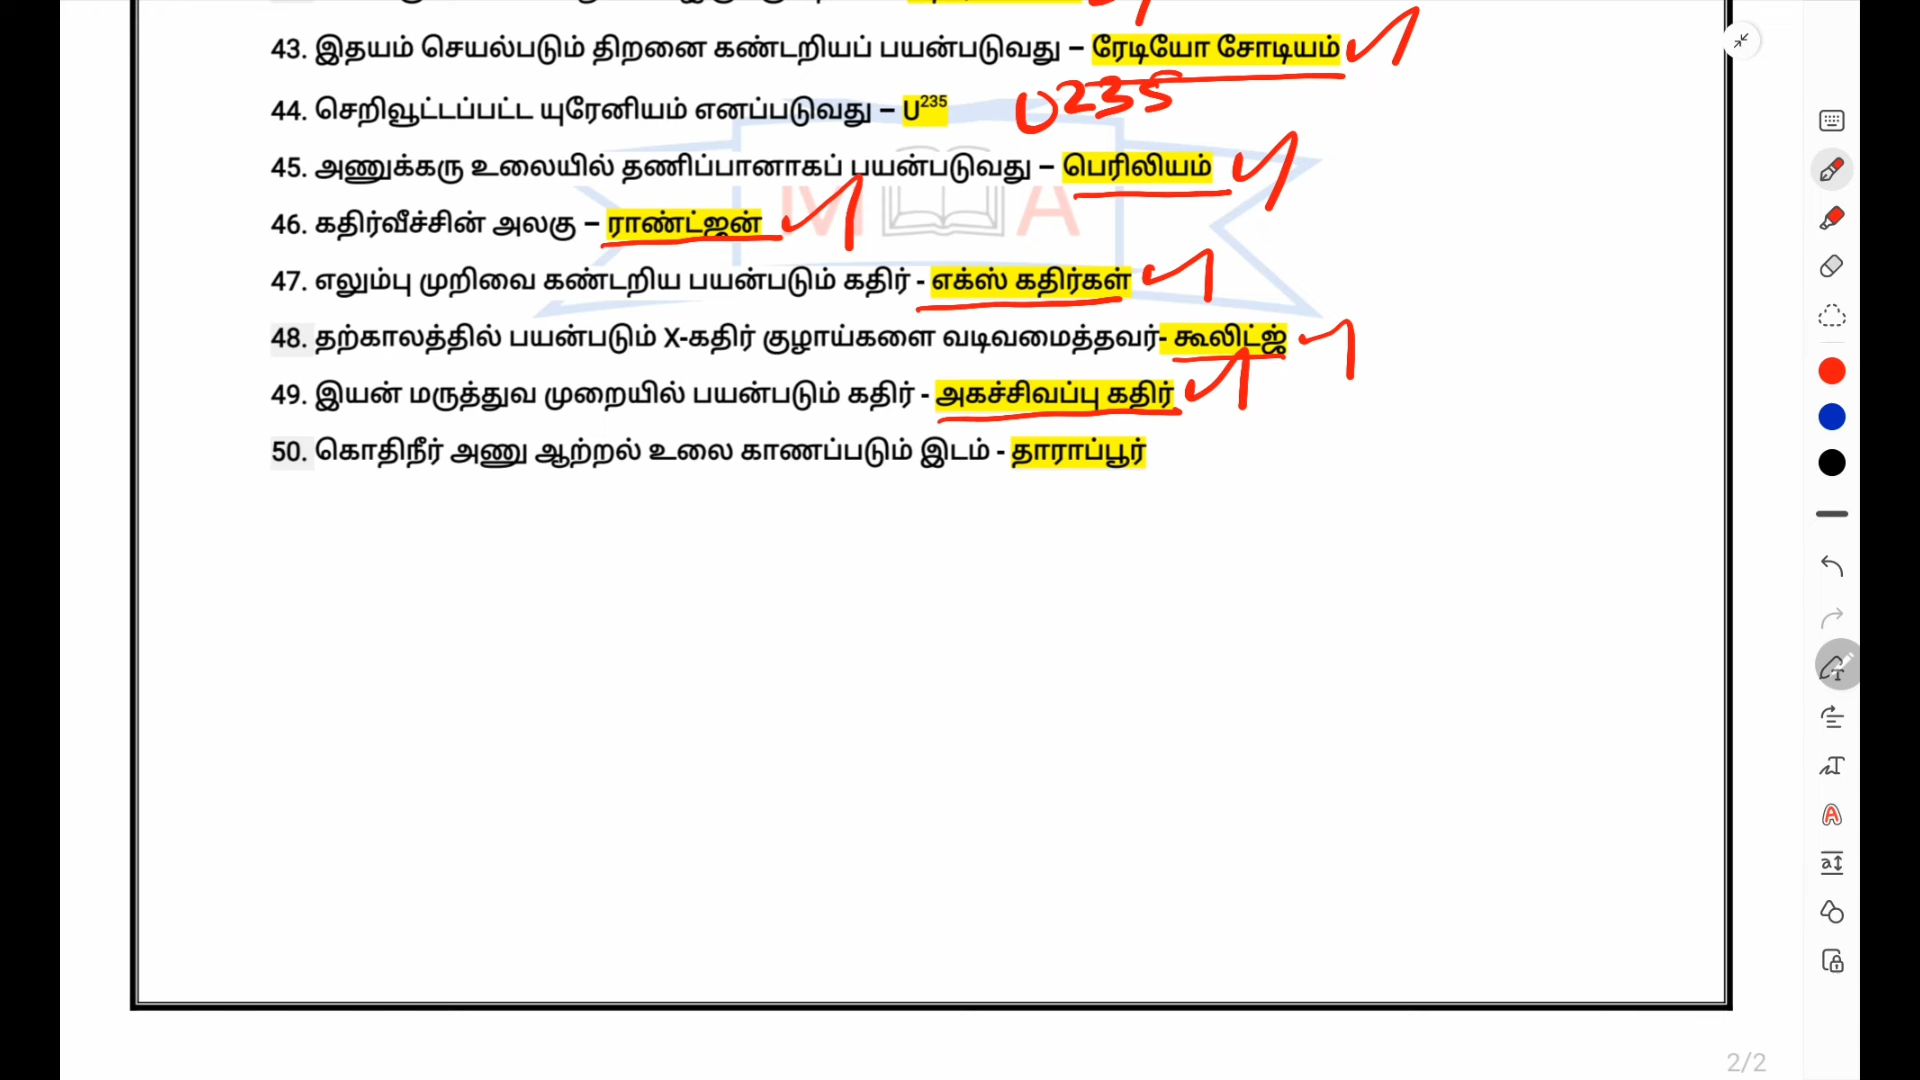 43. இதயம் செயல்படும் திறனை கண்டறியப் பயன்படுவது – ரேடியோ சோடியம்
44. செறிவூட்டப்பட்ட யுரேனியம் எனப்படுவது – U²³⁵ U²³⁵
45. அணுக்கரு உலையில் தணிப்பானாகப் பயன்படுவது – பெரிலியம்
46. கதிர்வீச்சின் அலகு – ராண்ட்ஜன்
M A
47. எலும்பு முறிவை கண்டறிய பயன்படும் கதிர் - எக்ஸ் கதிர்கள்
48. தற்காலத்தில் பயன்படும் X-கதிர் குழாய்களை வடிவமைத்தவர்- கூலிட்ஜ்
49. இயன் மருத்துவ முறையில் பயன்படும் கதிர் - அகச்சிவப்பு கதிர்
50. கொதிநீர் அணு ஆற்றல் உலை காணப்படும் இடம் - தாராப்பூர்
2/2